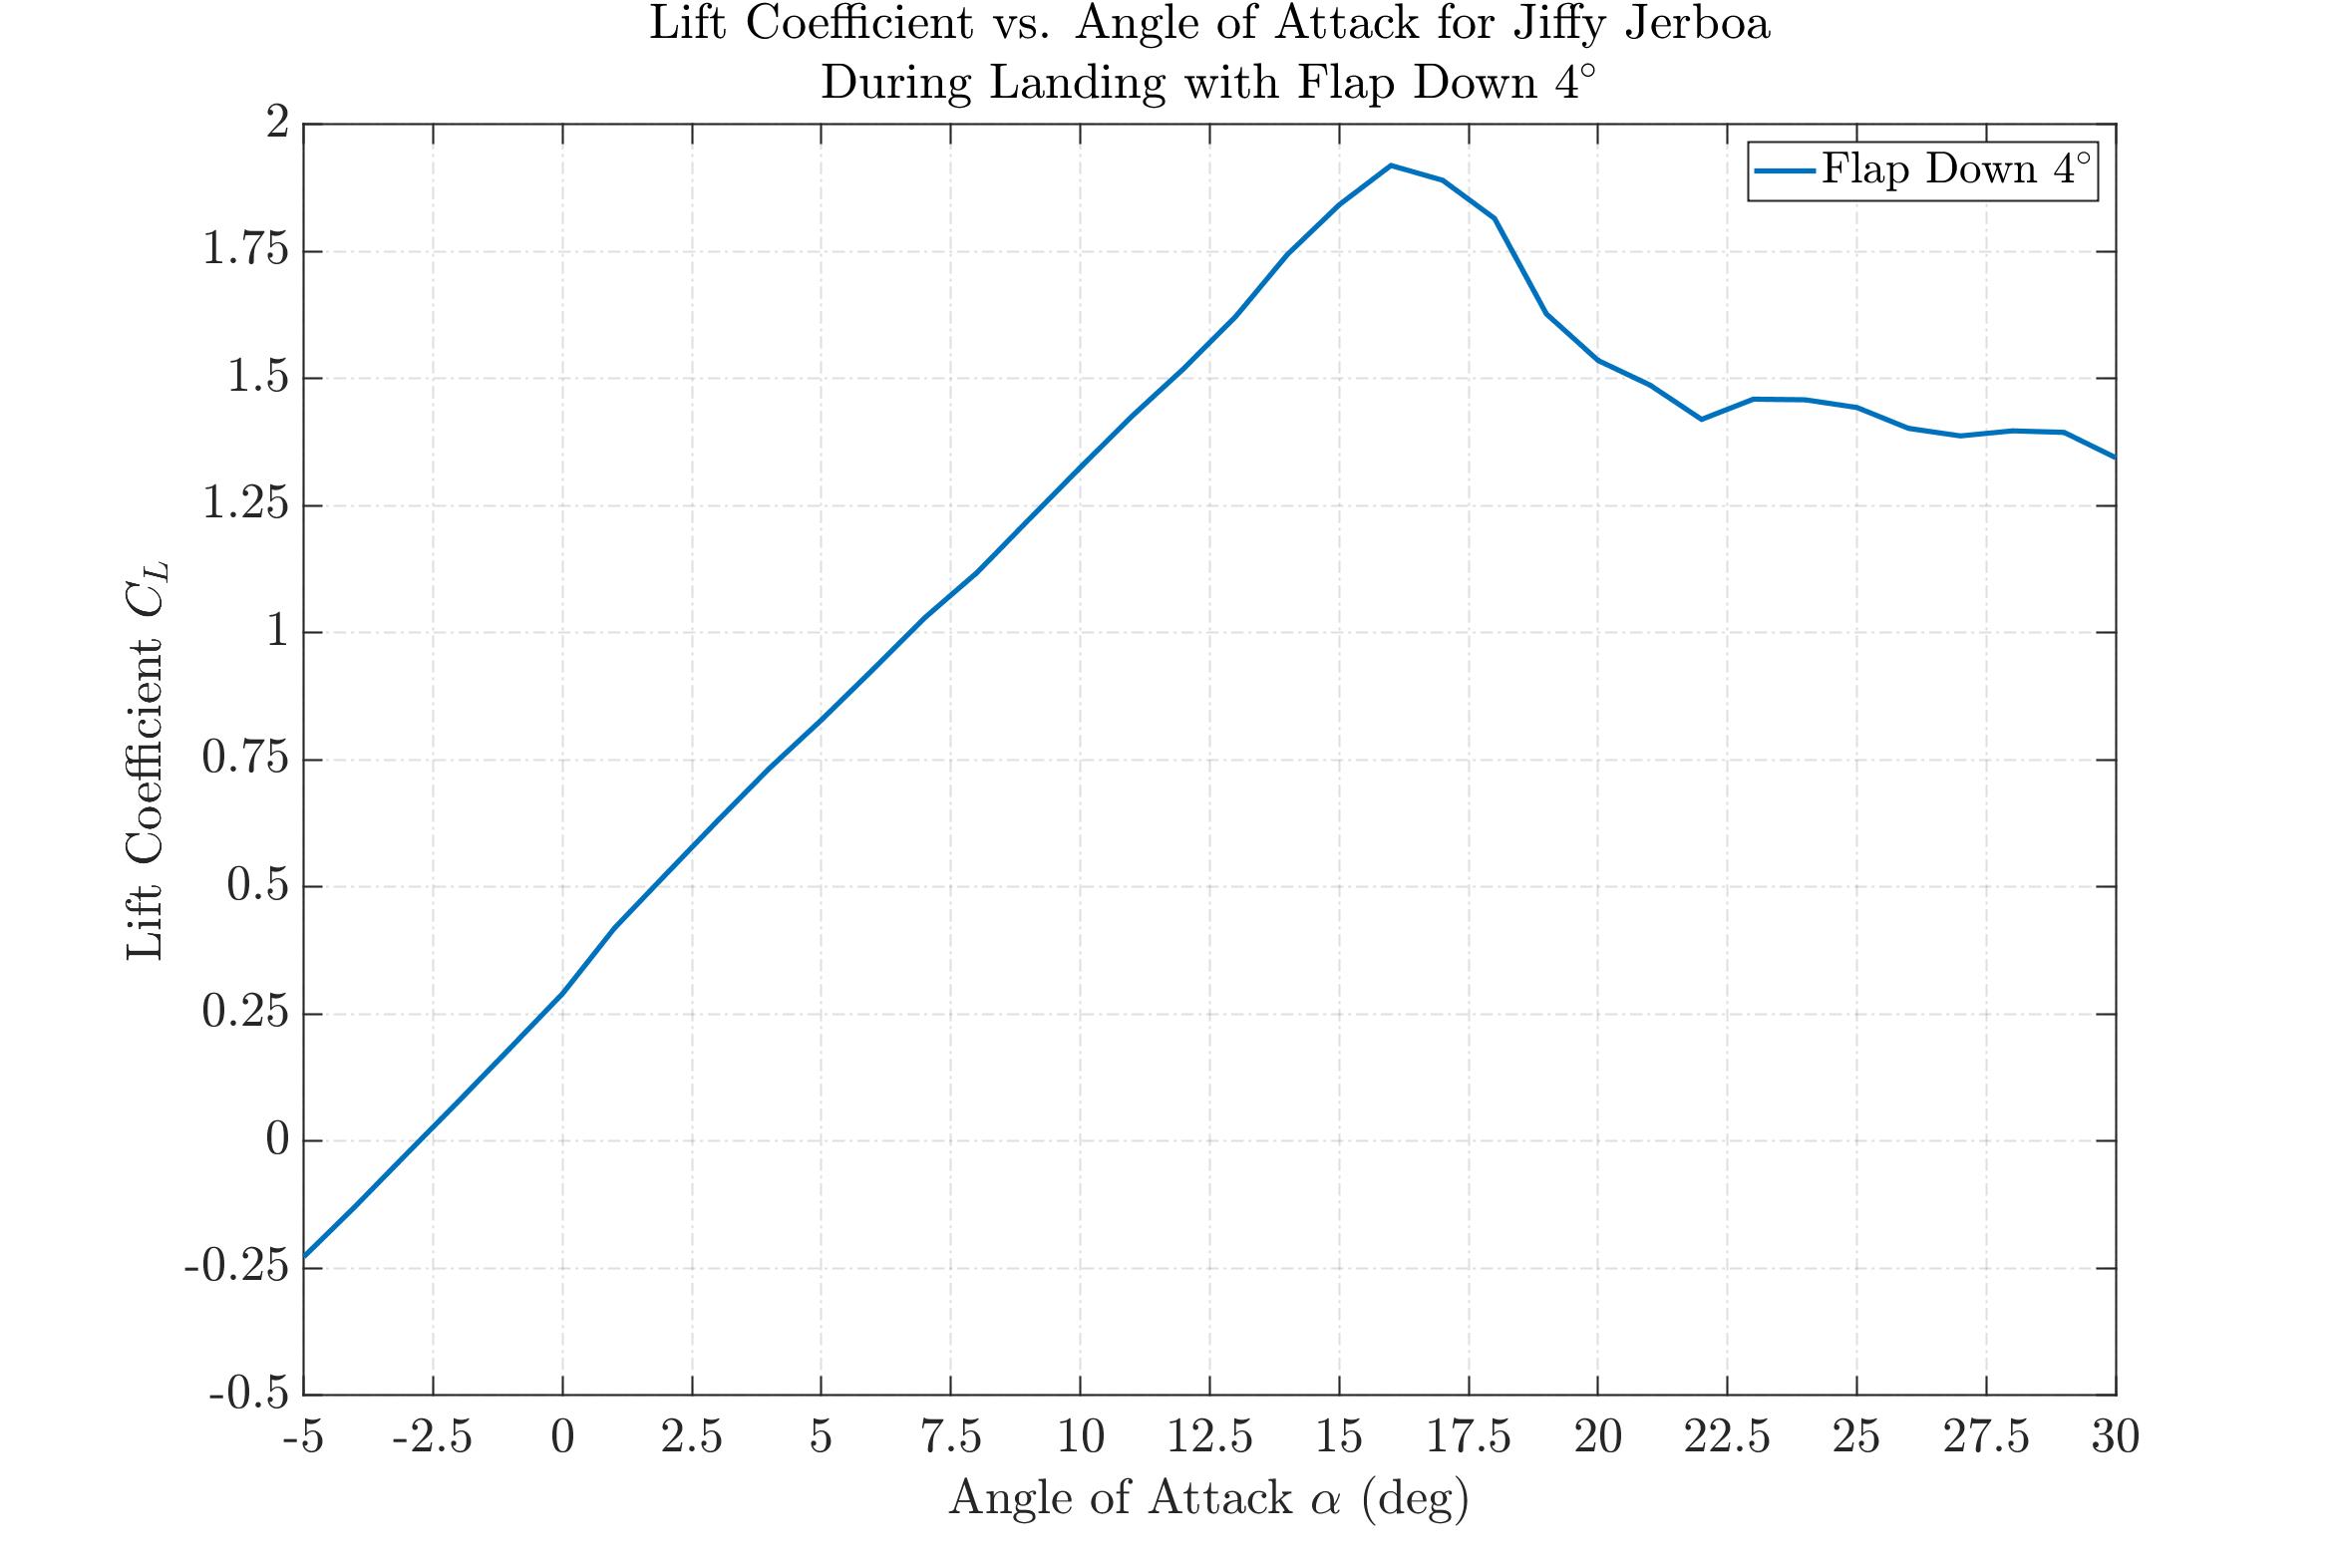 Lift Coefficient vs. Angle of Attack for Jiffy Jerboa
During Landing with Flap Down 4°
Flap Down 4°
2
1.75
1.5
1.25
1
0.75
0.5
0.25
0
-0.25
-0.5
Lift Coefficient C_L
-5 -2.5 0 2.5 5 7.5 10 12.5 15 17.5 20 22.5 25 27.5 30
Angle of Attack α (deg)